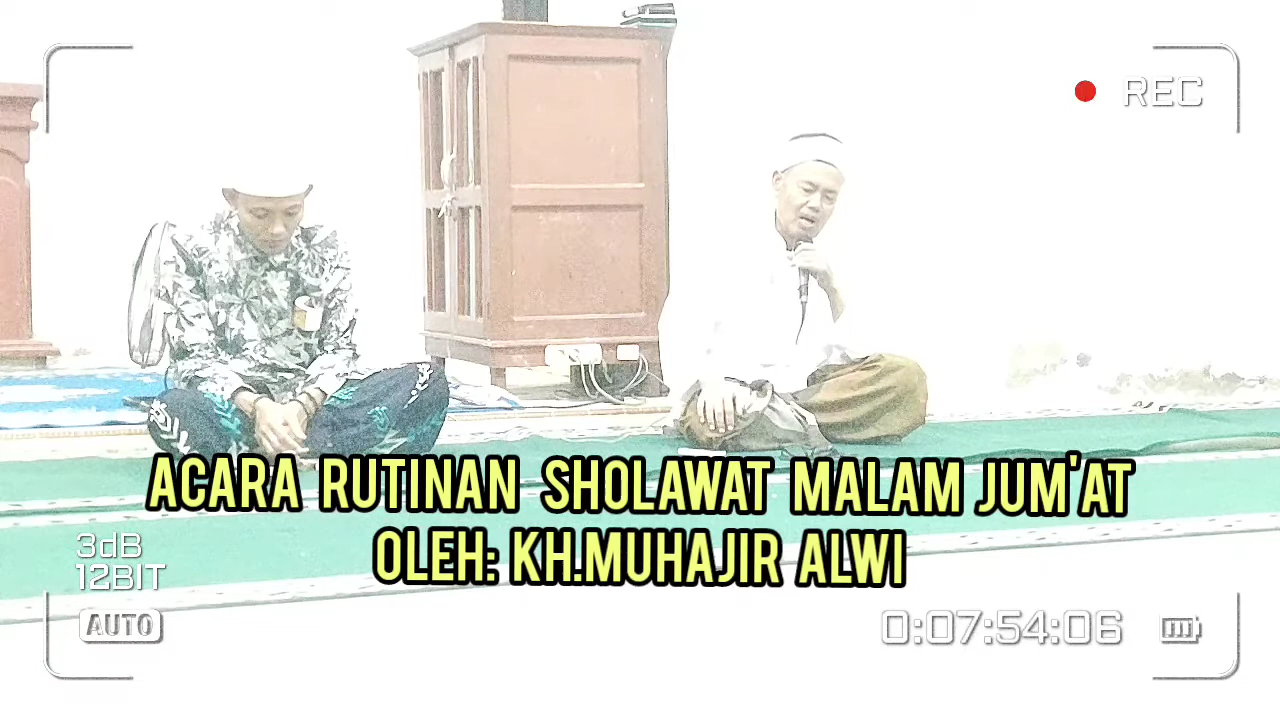 REC
ACARA RUTINAN SHOLAWAT MALAM JUM'AT
OLEH: KH.MUHAJIR ALWI
3dB
12BIT
AUTO
0:07:54:06